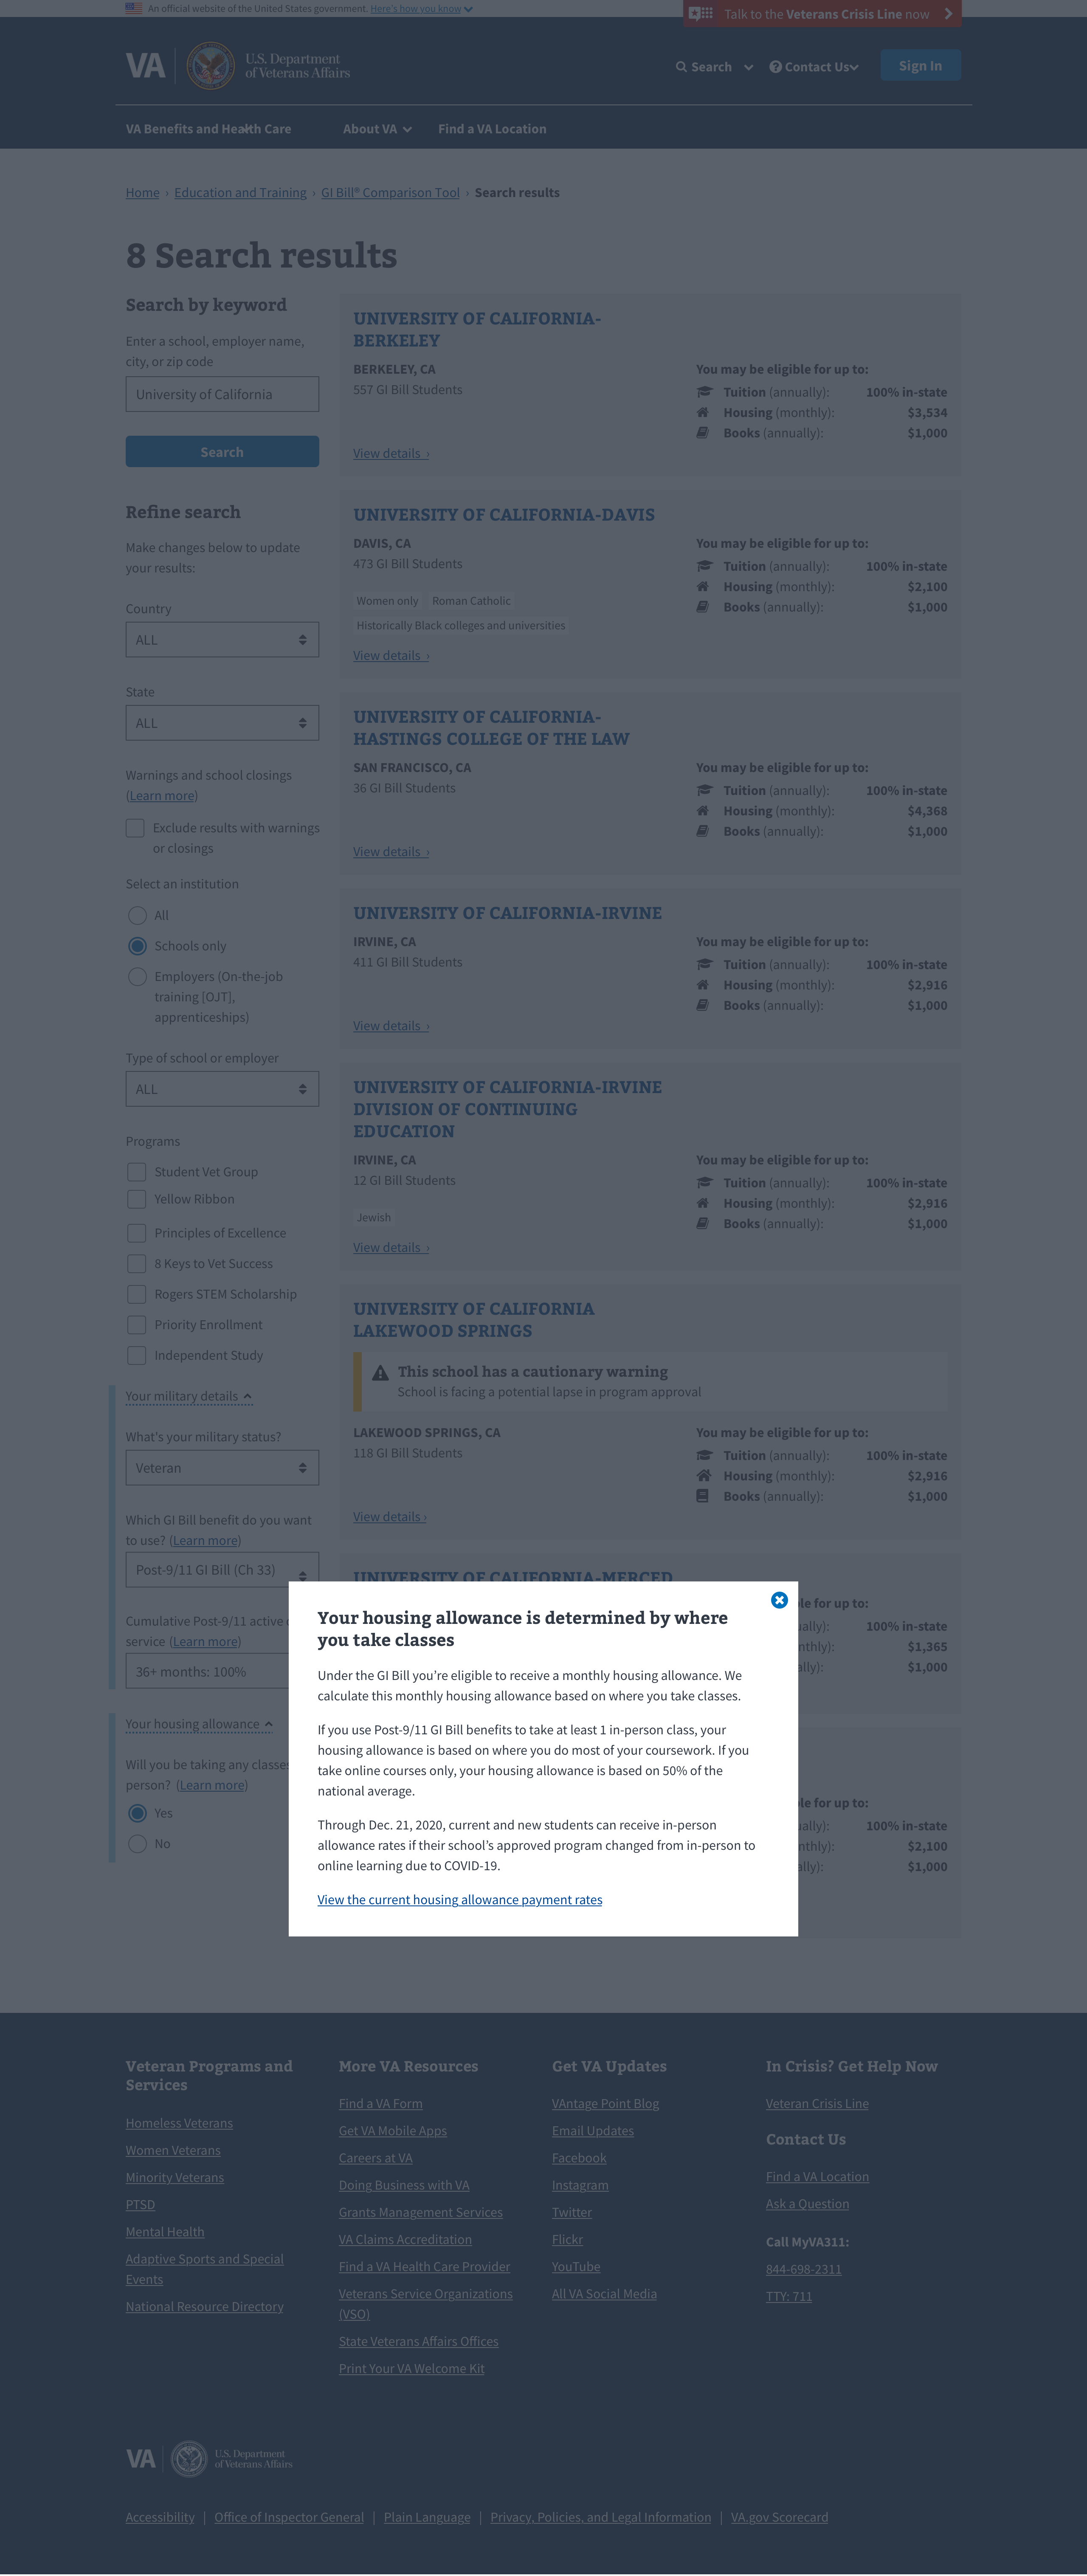 An official website of the United States government. Here's how you know
Talk to the Veterans Crisis Line now
VA
U.S. Department
of Veterans Affairs
Search
Contact Us
Sign In
VA Benefits and Health Care
About VA
Find a VA Location
Home › Education and Training › GI Bill® Comparison Tool › Search results
8 Search results
Search by keyword
Enter a school, employer name,
city, or zip code
University of California
Search
Refine search
Make changes below to update
your results:
Country
ALL
State
ALL
Warnings and school closings
(Learn more)
Exclude results with warnings
or closings
Select an institution
All
Schools only
Employers (On-the-job
training [OJT],
apprenticeships)
Type of school or employer
ALL
Programs
Student Vet Group
Yellow Ribbon
Principles of Excellence
8 Keys to Vet Success
Rogers STEM Scholarship
Priority Enrollment
Independent Study
Your military details
What's your military status?
Veteran
Which GI Bill benefit do you want
to use? (Learn more)
Post-9/11 GI Bill (Ch 33)
Cumulative Post-9/11 active
service (Learn more)
36+ months: 100%
Your housing allowance
Will you be taking any classes
person? (Learn more)
Yes
No
UNIVERSITY OF CALIFORNIA-
BERKELEY
BERKELEY, CA
557 GI Bill Students
View details ›
You may be eligible for up to:
Tuition (annually): 100% in-state
Housing (monthly): $3,534
Books (annually): $1,000
UNIVERSITY OF CALIFORNIA-DAVIS
DAVIS, CA
473 GI Bill Students
Women only Roman Catholic
Historically Black colleges and universities
View details ›
You may be eligible for up to:
Tuition (annually): 100% in-state
Housing (monthly): $2,100
Books (annually): $1,000
UNIVERSITY OF CALIFORNIA-
HASTINGS COLLEGE OF THE LAW
SAN FRANCISCO, CA
36 GI Bill Students
View details ›
You may be eligible for up to:
Tuition (annually): 100% in-state
Housing (monthly): $4,368
Books (annually): $1,000
UNIVERSITY OF CALIFORNIA-IRVINE
IRVINE, CA
411 GI Bill Students
View details ›
You may be eligible for up to:
Tuition (annually): 100% in-state
Housing (monthly): $2,916
Books (annually): $1,000
UNIVERSITY OF CALIFORNIA-IRVINE
DIVISION OF CONTINUING
EDUCATION
IRVINE, CA
12 GI Bill Students
Jewish
View details ›
You may be eligible for up to:
Tuition (annually): 100% in-state
Housing (monthly): $2,916
Books (annually): $1,000
UNIVERSITY OF CALIFORNIA
LAKEWOOD SPRINGS
This school has a cautionary warning
School is facing a potential lapse in program approval
LAKEWOOD SPRINGS, CA
118 GI Bill Students
View details ›
You may be eligible for up to:
Tuition (annually): 100% in-state
Housing (monthly): $2,916
Books (annually): $1,000
UNIVERSITY OF CALIFORNIA-MERCED
le for up to:
ually): 100% in-state
nthly): $1,365
ally): $1,000
le for up to:
ually): 100% in-state
nthly): $2,100
ally): $1,000
Your housing allowance is determined by where
you take classes
Under the GI Bill you're eligible to receive a monthly housing allowance. We
calculate this monthly housing allowance based on where you take classes.
If you use Post-9/11 GI Bill benefits to take at least 1 in-person class, your
housing allowance is based on where you do most of your coursework. If you
take online courses only, your housing allowance is based on 50% of the
national average.
Through Dec. 21, 2020, current and new students can receive in-person
allowance rates if their school's approved program changed from in-person to
online learning due to COVID-19.
View the current housing allowance payment rates
Veteran Programs and
Services
Homeless Veterans
Women Veterans
Minority Veterans
PTSD
Mental Health
Adaptive Sports and Special
Events
National Resource Directory
More VA Resources
Find a VA Form
Get VA Mobile Apps
Careers at VA
Doing Business with VA
Grants Management Services
VA Claims Accreditation
Find a VA Health Care Provider
Veterans Service Organizations
(VSO)
State Veterans Affairs Offices
Print Your VA Welcome Kit
Get VA Updates
VAntage Point Blog
Email Updates
Facebook
Instagram
Twitter
Flickr
YouTube
All VA Social Media
In Crisis? Get Help Now
Veteran Crisis Line
Contact Us
Find a VA Location
Ask a Question
Call MyVA311:
844-698-2311
TTY: 711
VA
U.S. Department
of Veterans Affairs
Accessibility | Office of Inspector General | Plain Language | Privacy, Policies, and Legal Information | VA.gov Scorecard